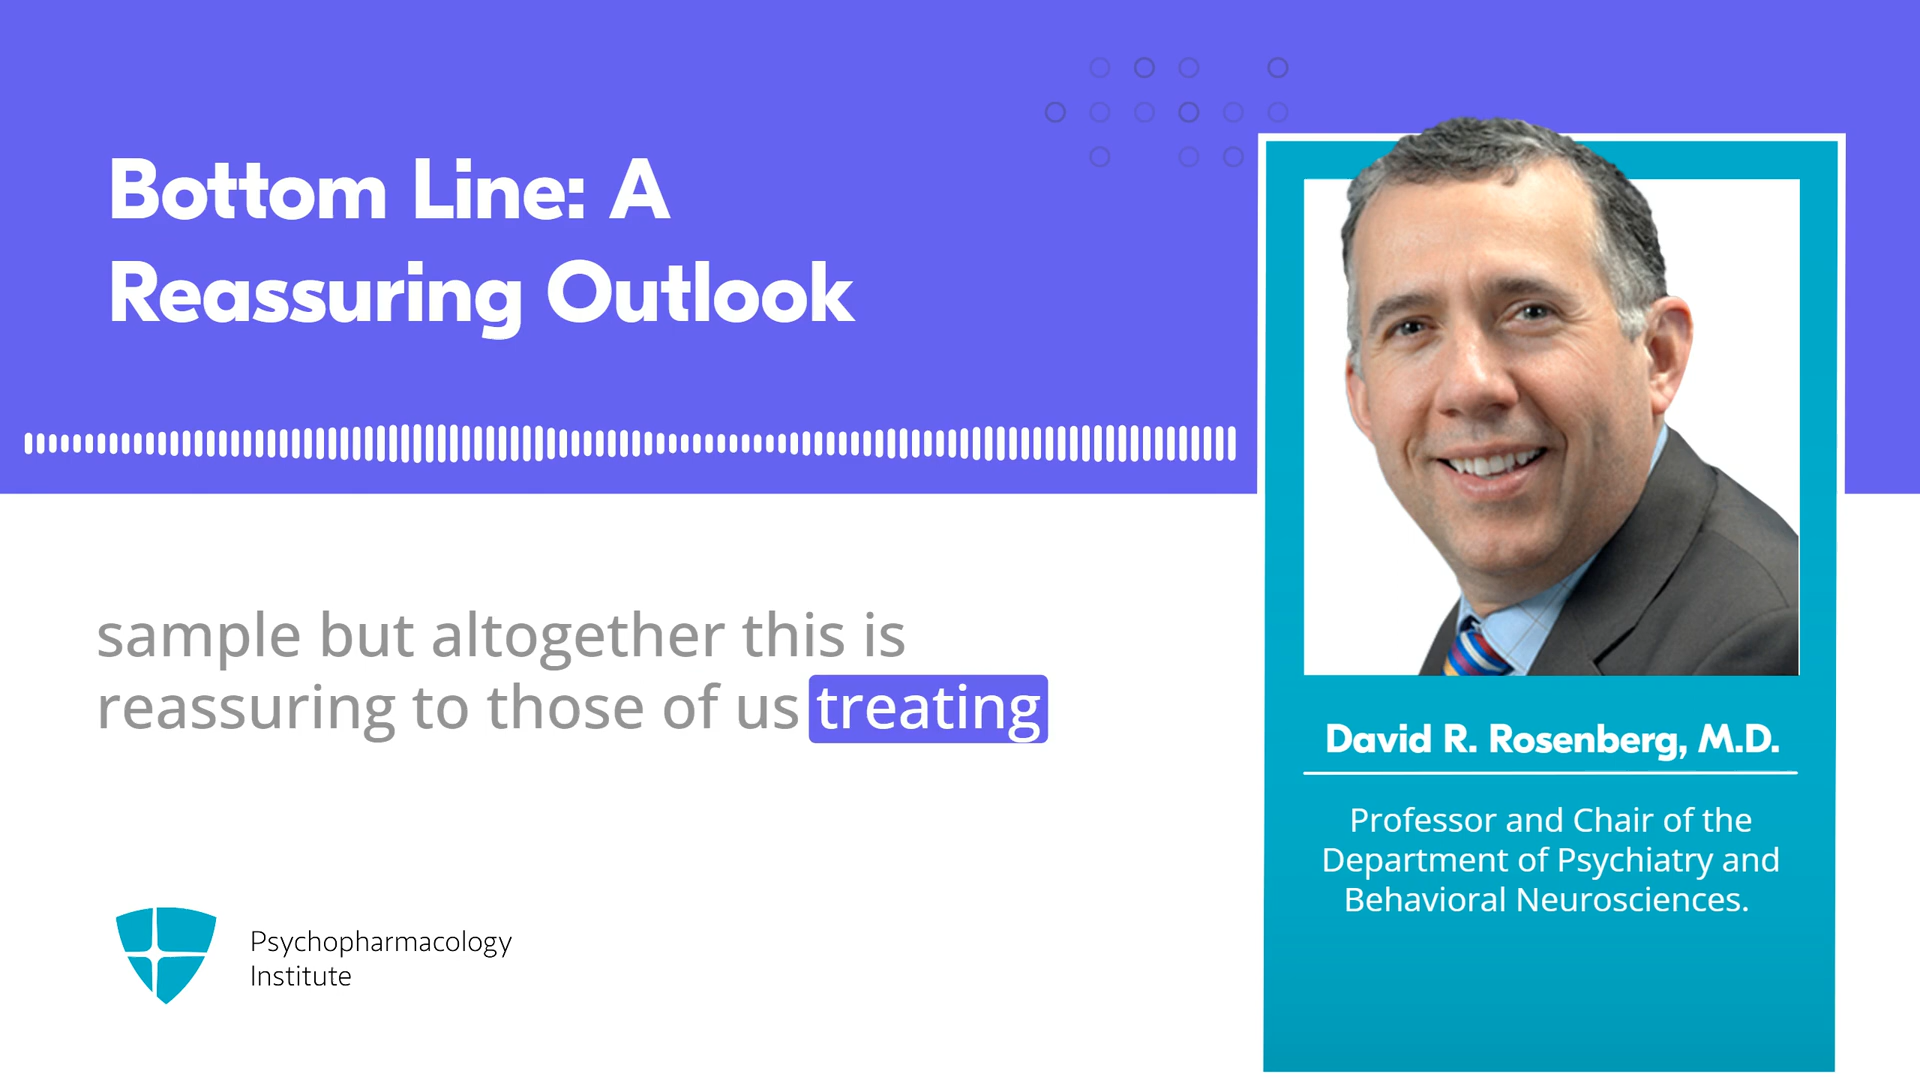 Bottom Line: A
Reassuring Outlook
sample but altogether this is
reassuring to those of us treating
Psychopharmacology
Institute
David R. Rosenberg, M.D.
Professor and Chair of the
Department of Psychiatry and
Behavioral Neurosciences.